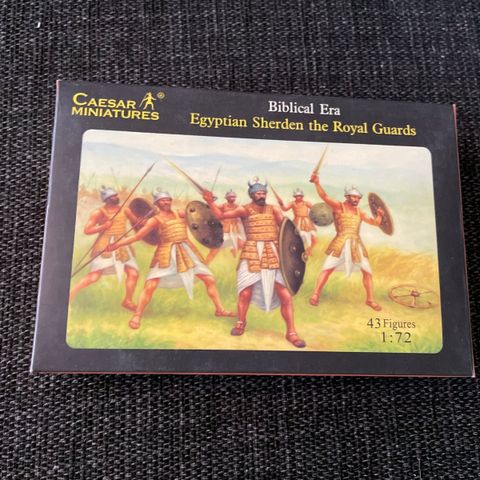 CAESAR ®
MINIATURES
Biblical Era
Egyptian Sherden the Royal Guards
43 Figures
1:72